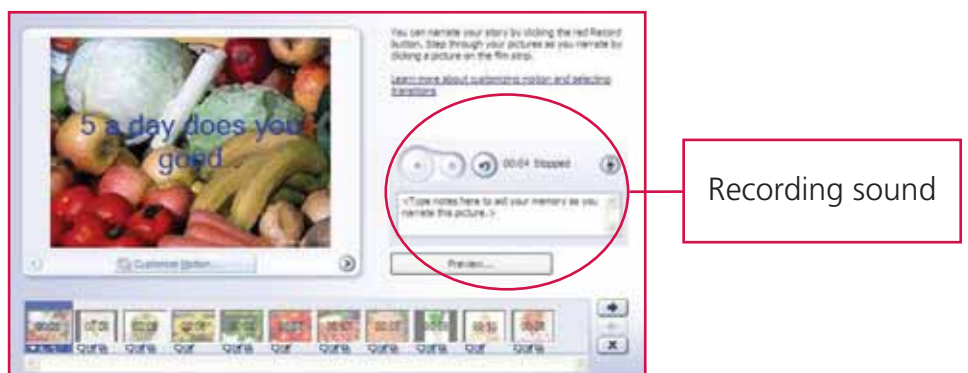 You can narrate your story by clicking the red Record
button. Step through your pictures as you narrate by
clicking a picture on the film strip.
Learn more about customizing motion and selecting
transitions
5 a day does you
good...
00:04 Stopped
<Type notes here to aid your memory as you
narrate this picture.>
Customize Motion...
Preview...
Recording sound